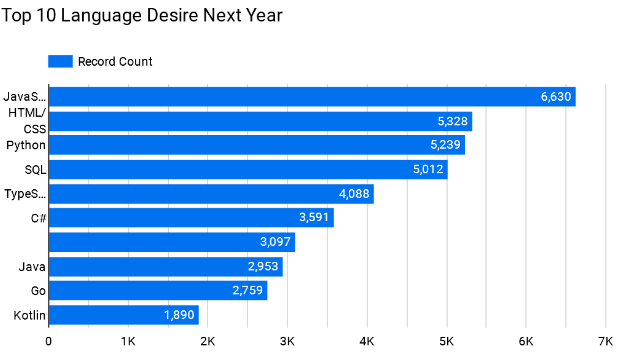 Top 10 Language Desire Next Year
Record Count
JavaS...
6,630
HTML/
CSS
5,328
Python
5,239
SQL
5,012
TypeS...
4,088
C#
3,591
3,097
Java
2,953
Go
2,759
Kotlin
1,890
0 1K 2K 3K 4K 5K 6K 7K